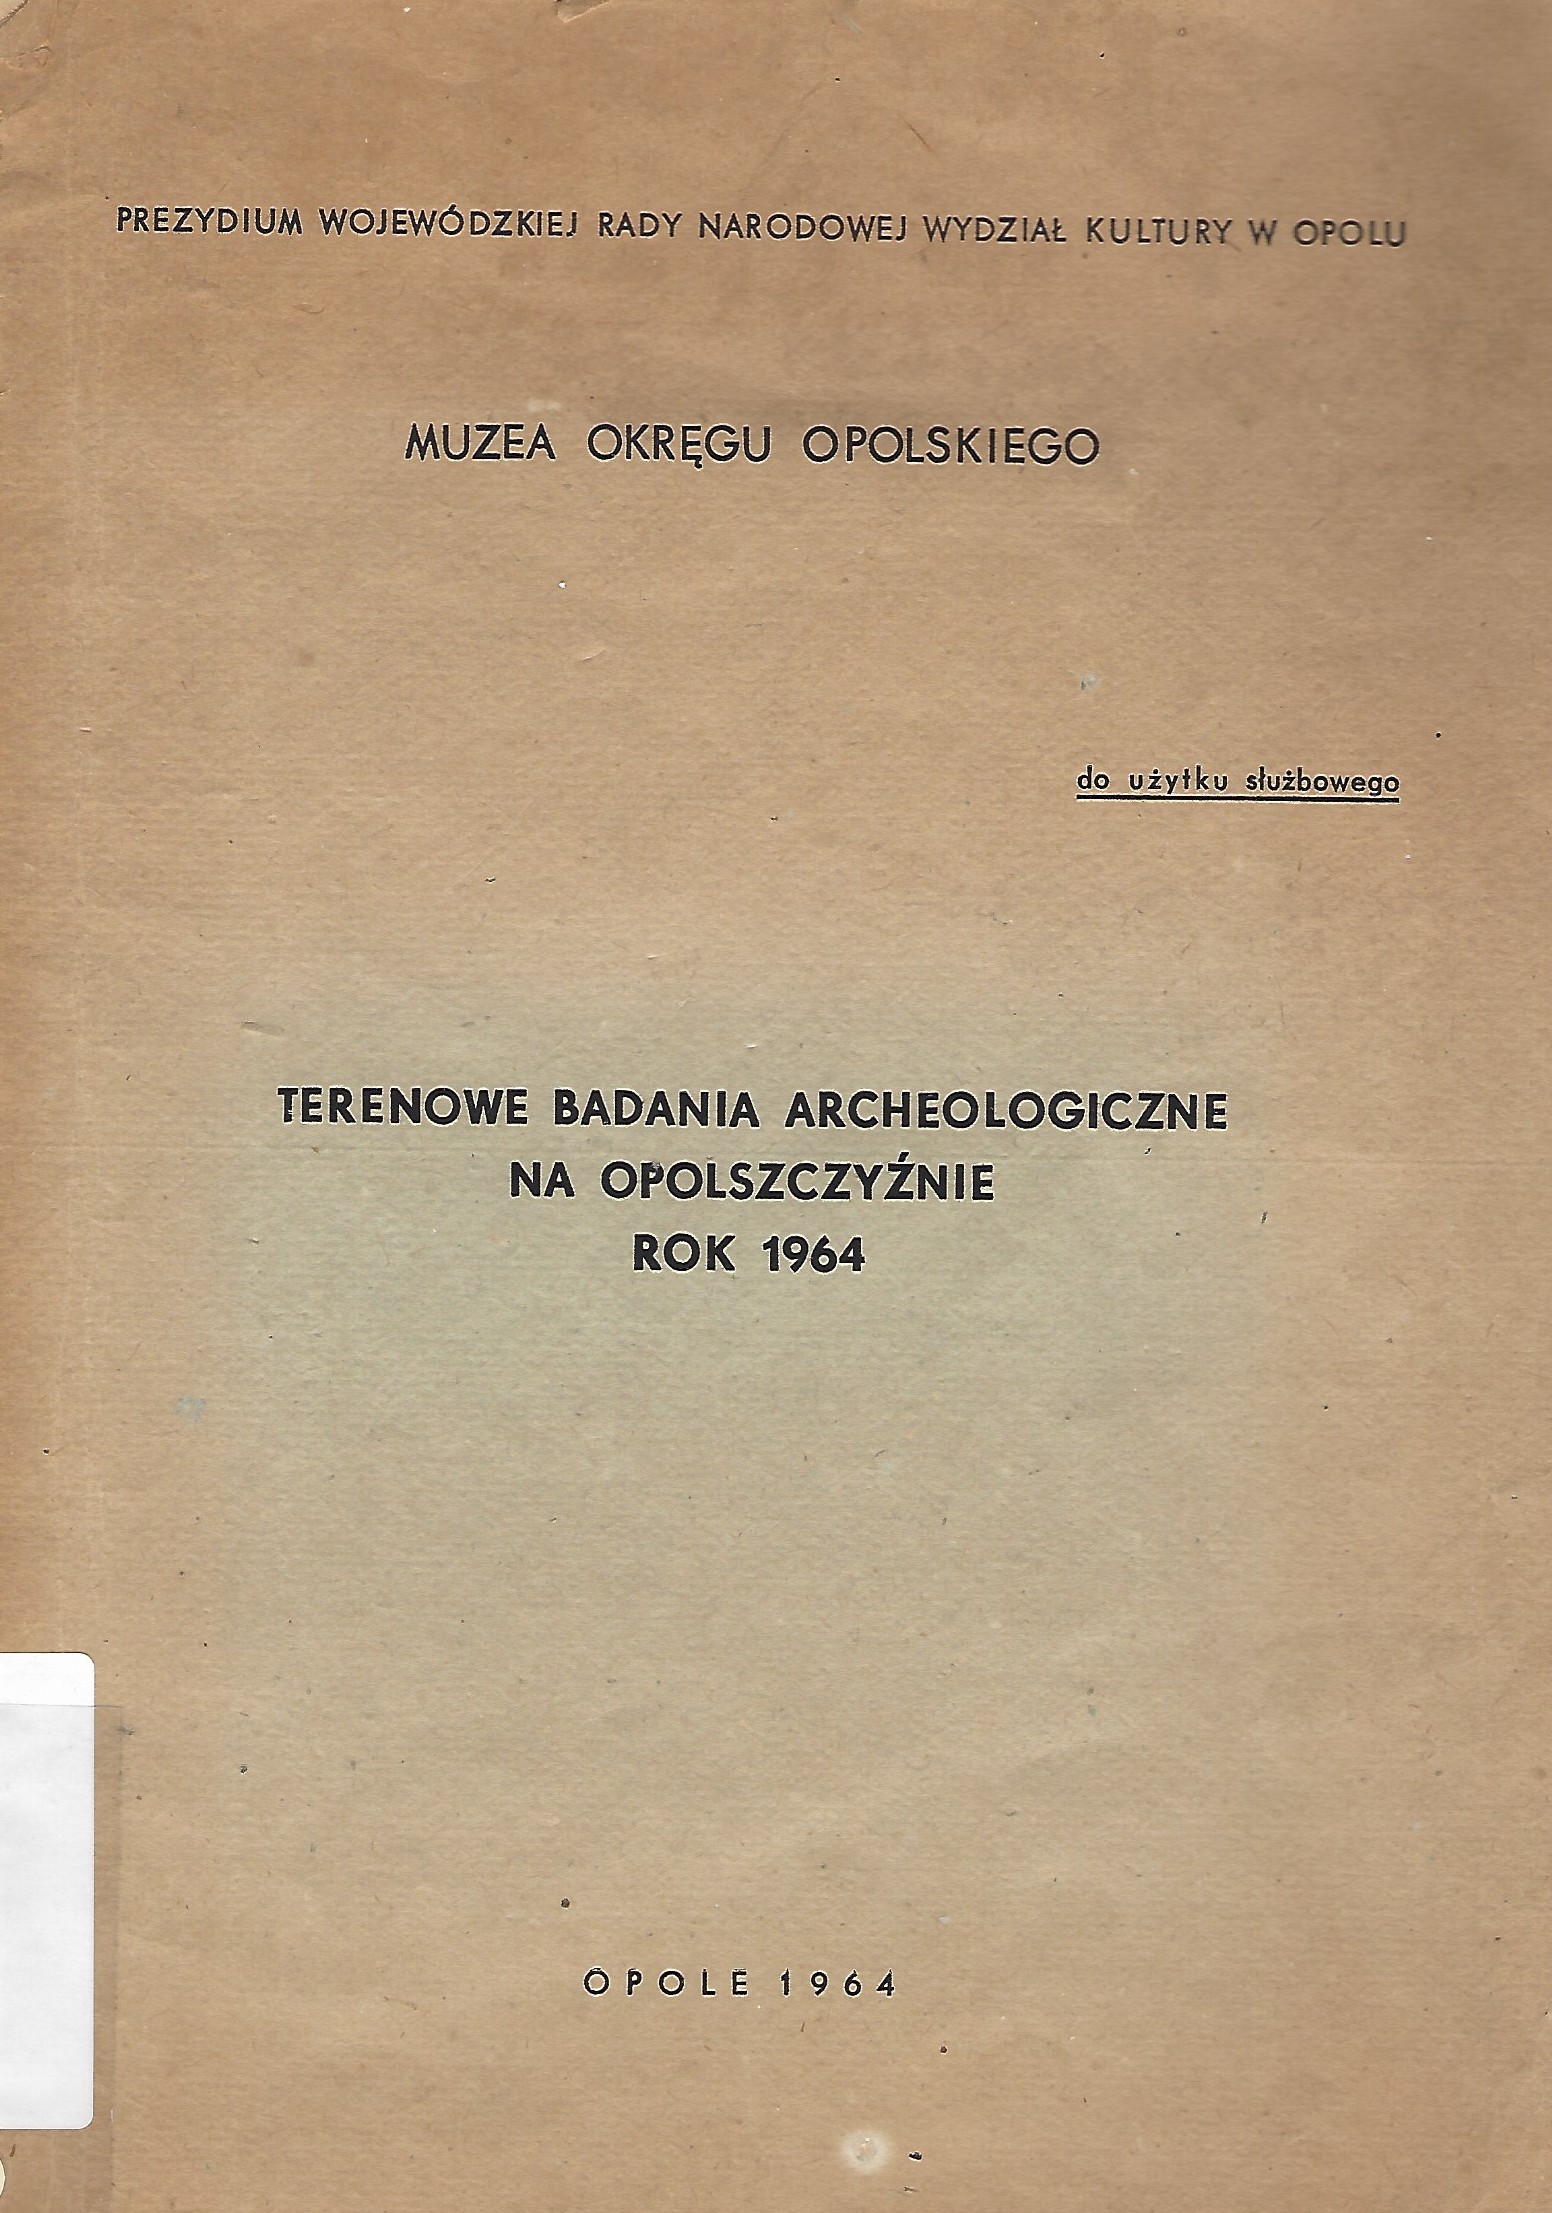 PREZYDIUM WOJEWÓDZKIEJ RADY NARODOWEJ WYDZIAŁ KULTURY W OPOLU
MUZEA OKRĘGU OPOLSKIEGO
do użytku służbowego
TERENOWE BADANIA ARCHEOLOGICZNE
NA OPOLSZCZYŹNIE
ROK 1964
OPOLE 1964